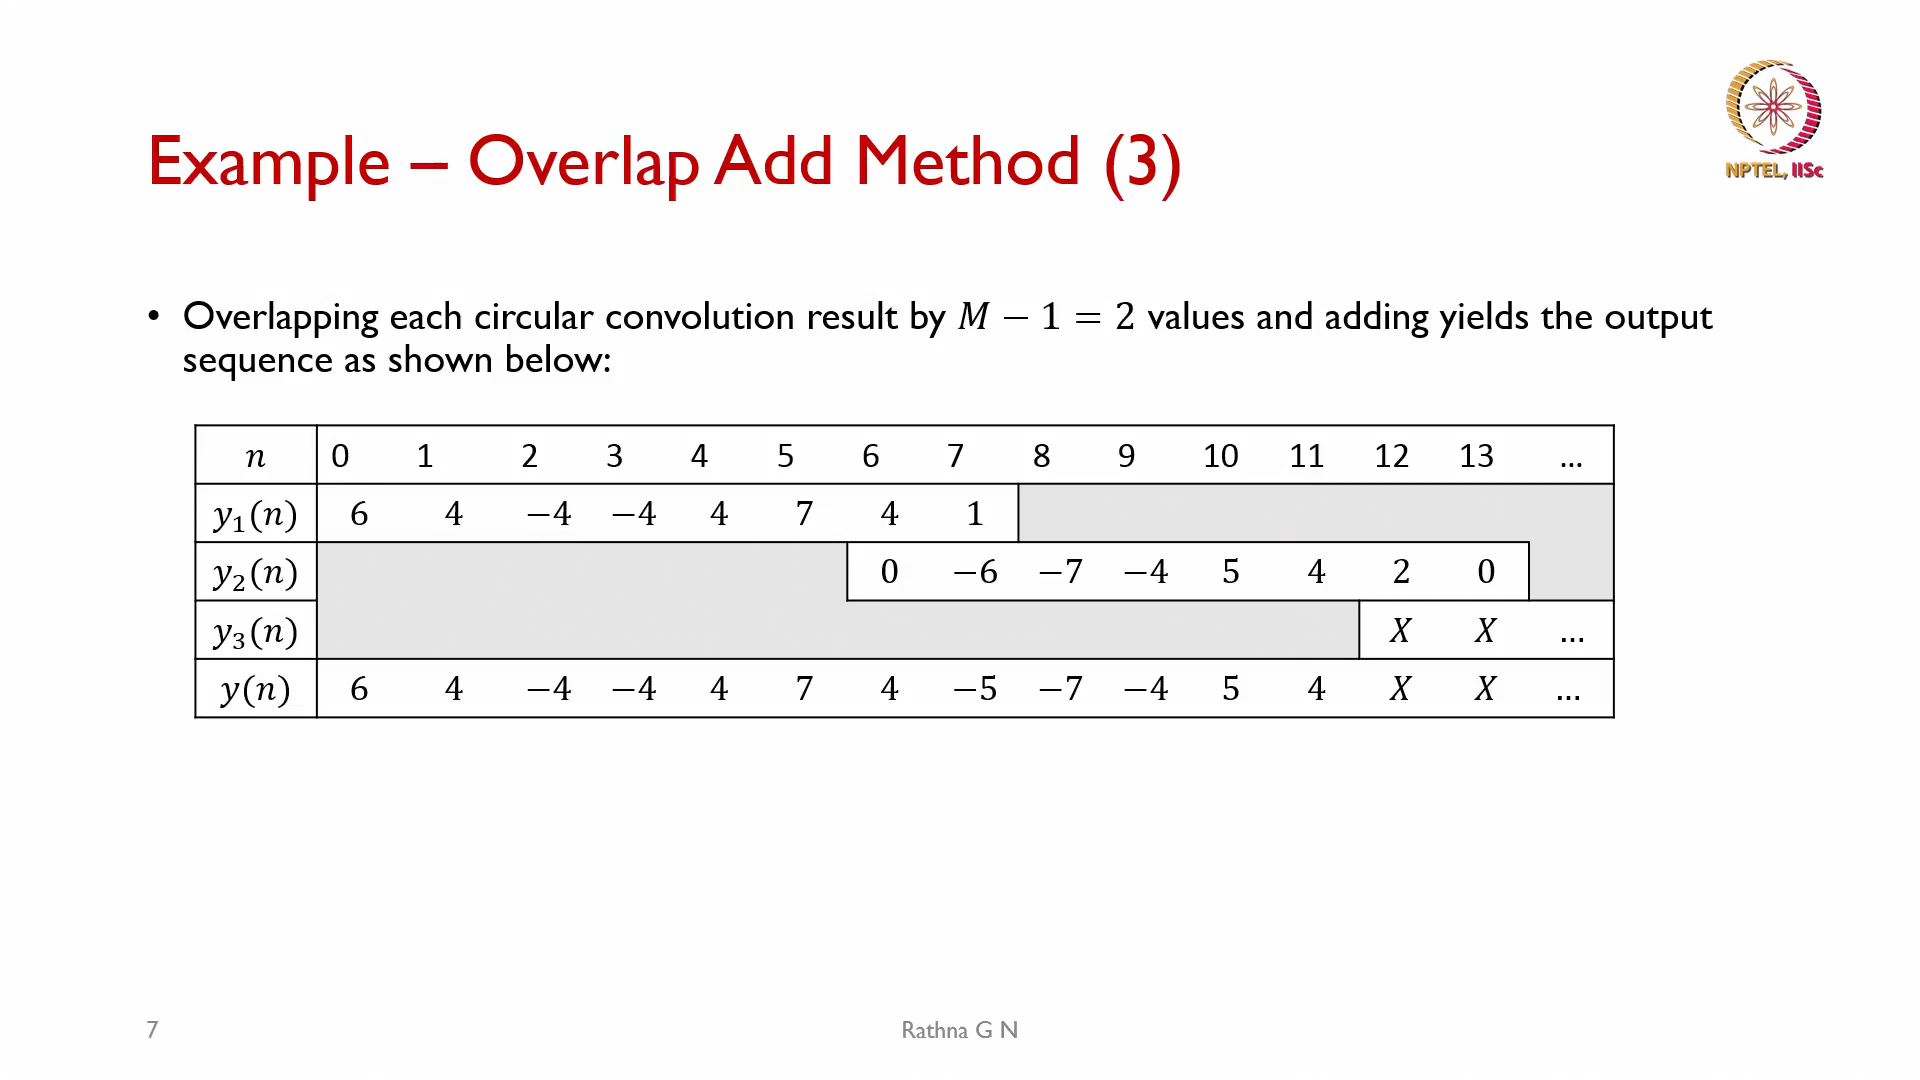 Example – Overlap Add Method (3)
NPTEL, IISc
• Overlapping each circular convolution result by M − 1 = 2 values and adding yields the output
sequence as shown below:
n 0 1 2 3 4 5 6 7 8 9 10 11 12 13 ...
y₁(n) 6 4 −4 −4 4 7 4 1
y₂(n) 0 −6 −7 −4 5 4 2 0
y₃(n) X X ...
y(n) 6 4 −4 −4 4 7 4 −5 −7 −4 5 4 X X ...
7 Rathna G N